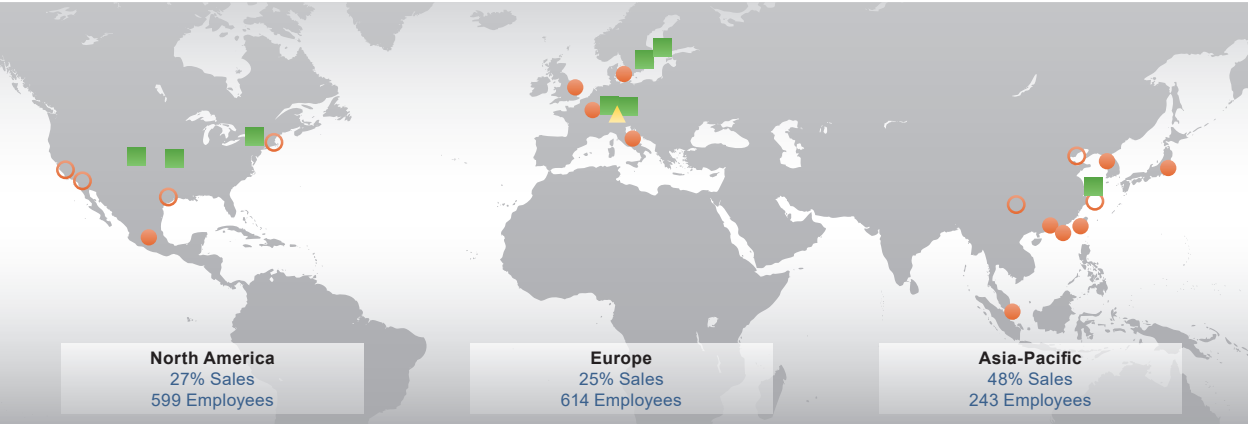 North America
27% Sales
599 Employees
Europe
25% Sales
614 Employees
Asia-Pacific
48% Sales
243 Employees